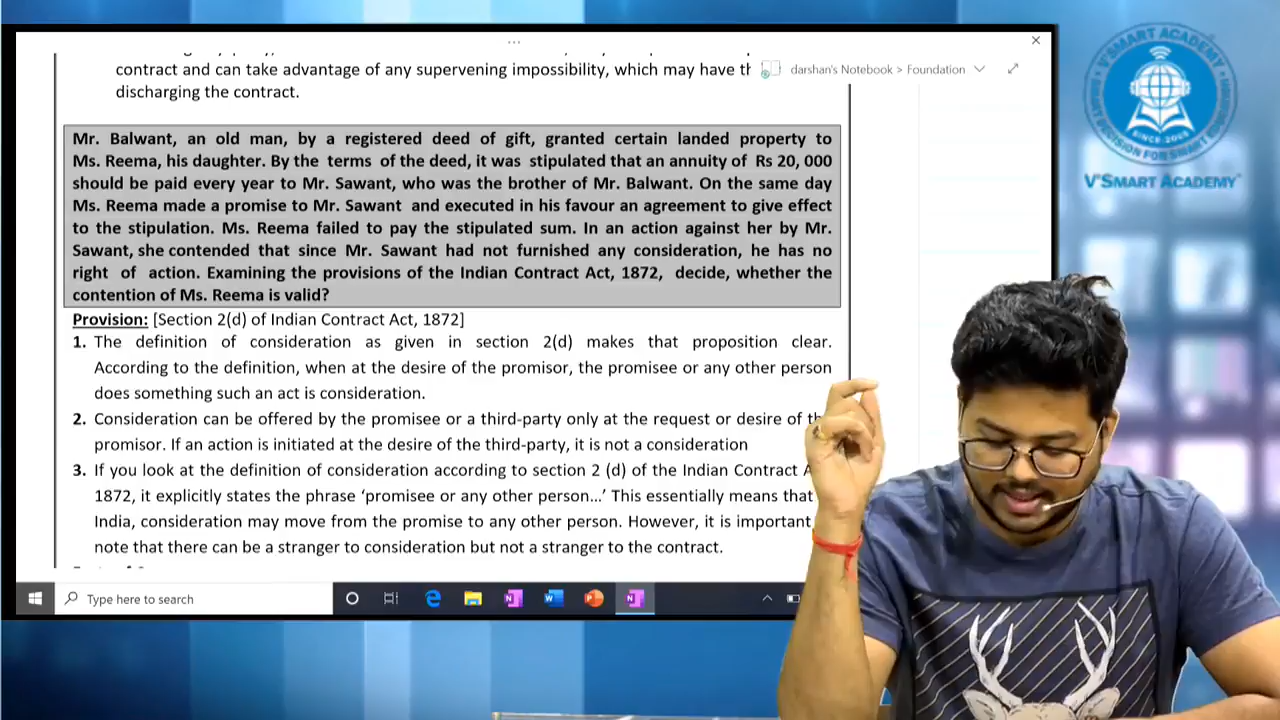 contract and can take advantage of any supervening impossibility, which may have
darshan's Notebook > Foundation
discharging the contract.
Mr. Balwant, an old man, by a registered deed of gift, granted certain landed property to
Ms. Reema, his daughter. By the terms of the deed, it was stipulated that an annuity of Rs 20, 000
should be paid every year to Mr. Sawant, who was the brother of Mr. Balwant. On the same day
Ms. Reema made a promise to Mr. Sawant and executed in his favour an agreement to give effect
to the stipulation. Ms. Reema failed to pay the stipulated sum. In an action against her by Mr.
Sawant, she contended that since Mr. Sawant had not furnished any consideration, he has no
right of action. Examining the provisions of the Indian Contract Act, 1872, decide, whether the
contention of Ms. Reema is valid?
Provision: [Section 2(d) of Indian Contract Act, 1872]
1. The definition of consideration as given in section 2(d) makes that proposition clear.
According to the definition, when at the desire of the promisor, the promisee or any other person
does something such an act is consideration.
2. Consideration can be offered by the promisee or a third-party only at the request or desire of
promisor. If an action is initiated at the desire of the third-party, it is not a consideration
3. If you look at the definition of consideration according to section 2 (d) of the Indian Contract
1872, it explicitly states the phrase ‘promisee or any other person...’ This essentially means that
India, consideration may move from the promise to any other person. However, it is important
note that there can be a stranger to consideration but not a stranger to the contract.
Type here to search
V'SMART ACADEMY
SINCE 2005
V'SMART ACADEMY